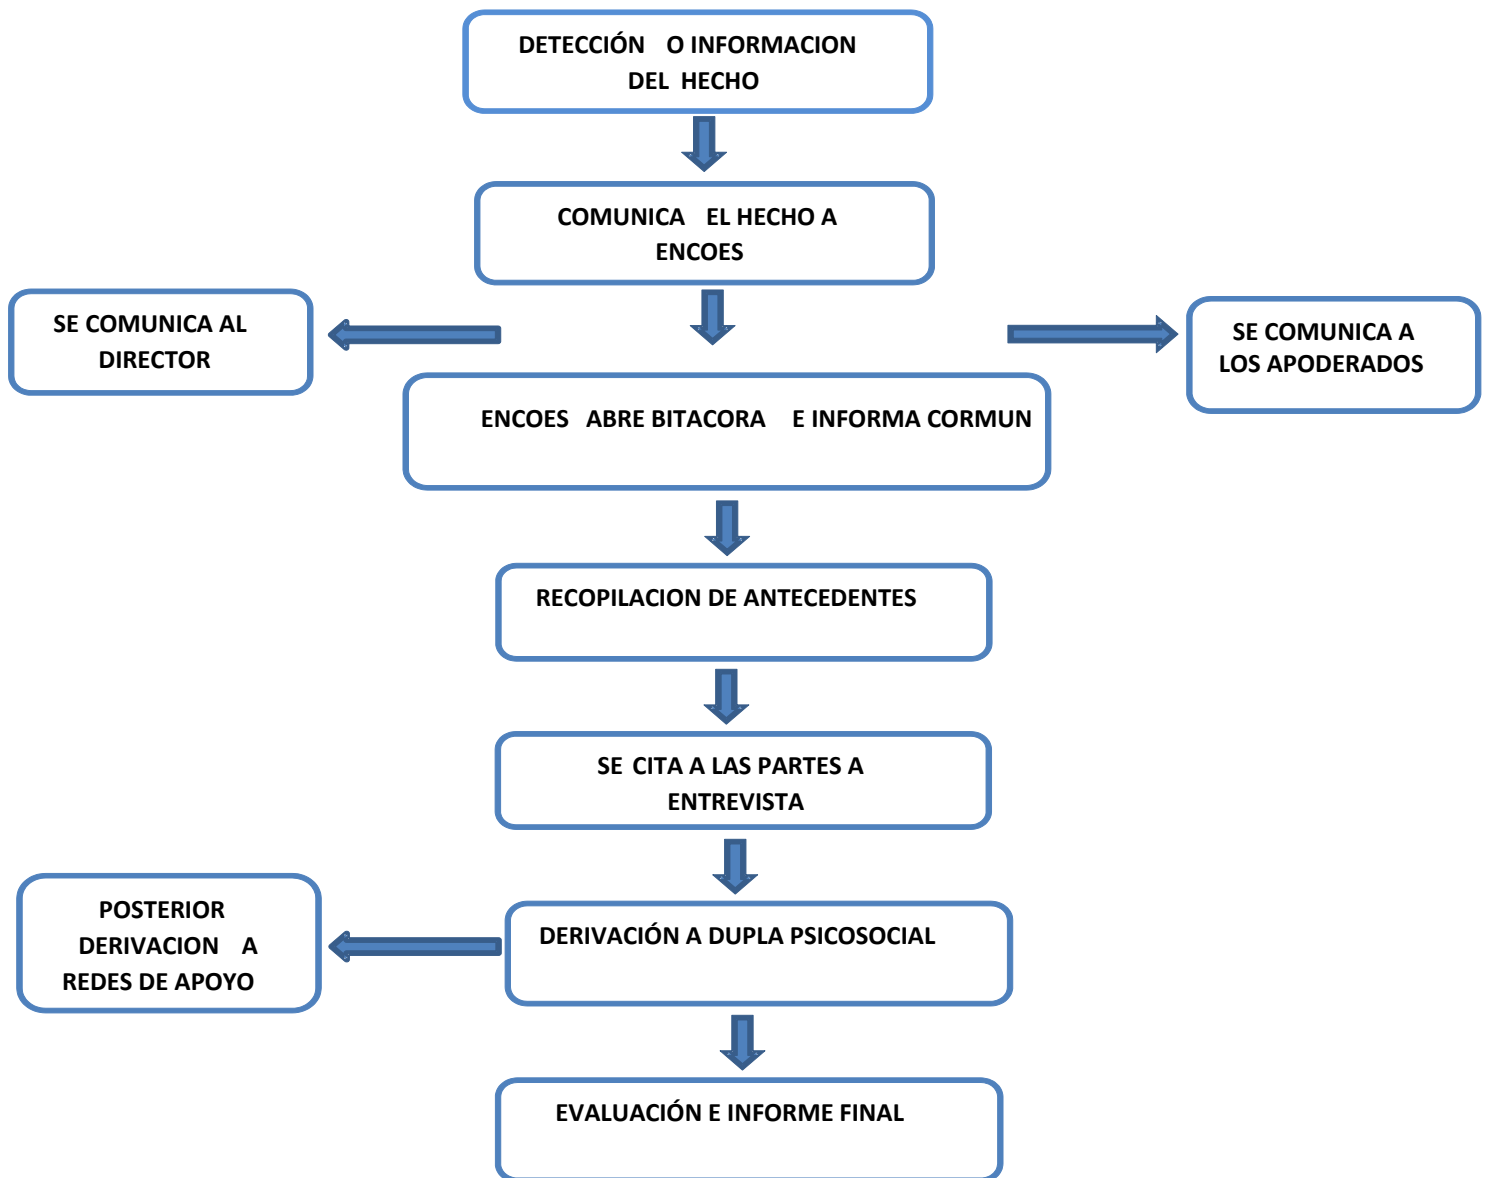 DETECCIÓN O INFORMACION
DEL HECHO
COMUNICA EL HECHO A
ENCOES
SE COMUNICA AL
DIRECTOR
SE COMUNICA A
LOS APODERADOS
ENCOES ABRE BITACORA E INFORMA CORMUN
RECOPILACION DE ANTECEDENTES
SE CITA A LAS PARTES A
ENTREVISTA
POSTERIOR
DERIVACION A
REDES DE APOYO
DERIVACIÓN A DUPLA PSICOSOCIAL
EVALUACIÓN E INFORME FINAL